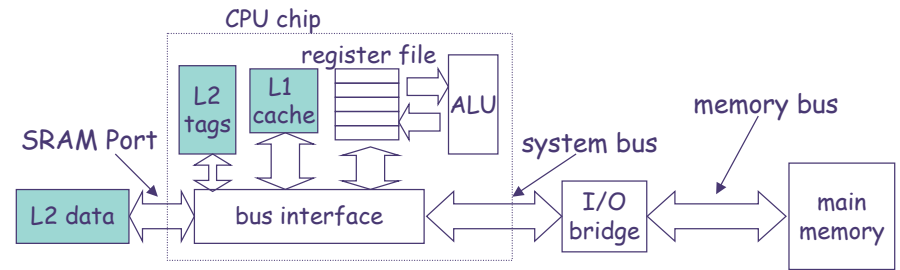 CPU chip
register file
L2
tags
L1
cache
ALU
memory bus
SRAM Port
system bus
L2 data
bus interface
I/O
bridge
main
memory